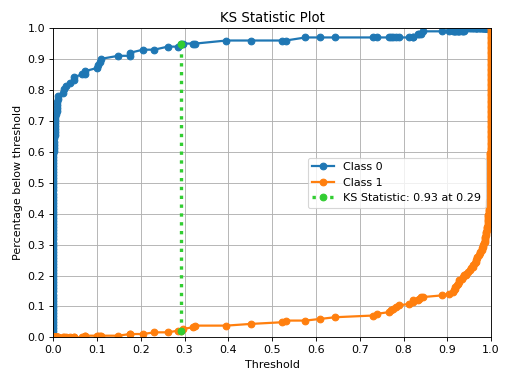 KS Statistic Plot
Percentage below threshold
1.0
0.9
0.8
0.7
0.6
0.5
0.4
0.3
0.2
0.1
0.0
Class 0
Class 1
KS Statistic: 0.93 at 0.29
0.0 0.1 0.2 0.3 0.4 0.5 0.6 0.7 0.8 0.9 1.0
Threshold